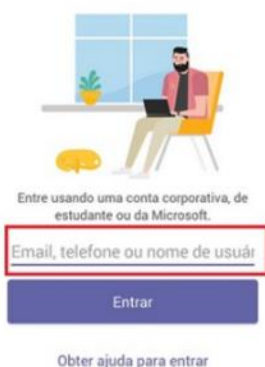 Entre usando uma conta corporativa, de
estudante ou da Microsoft.
Email, telefone ou nome de usuár
Entrar
Obter ajuda para entrar